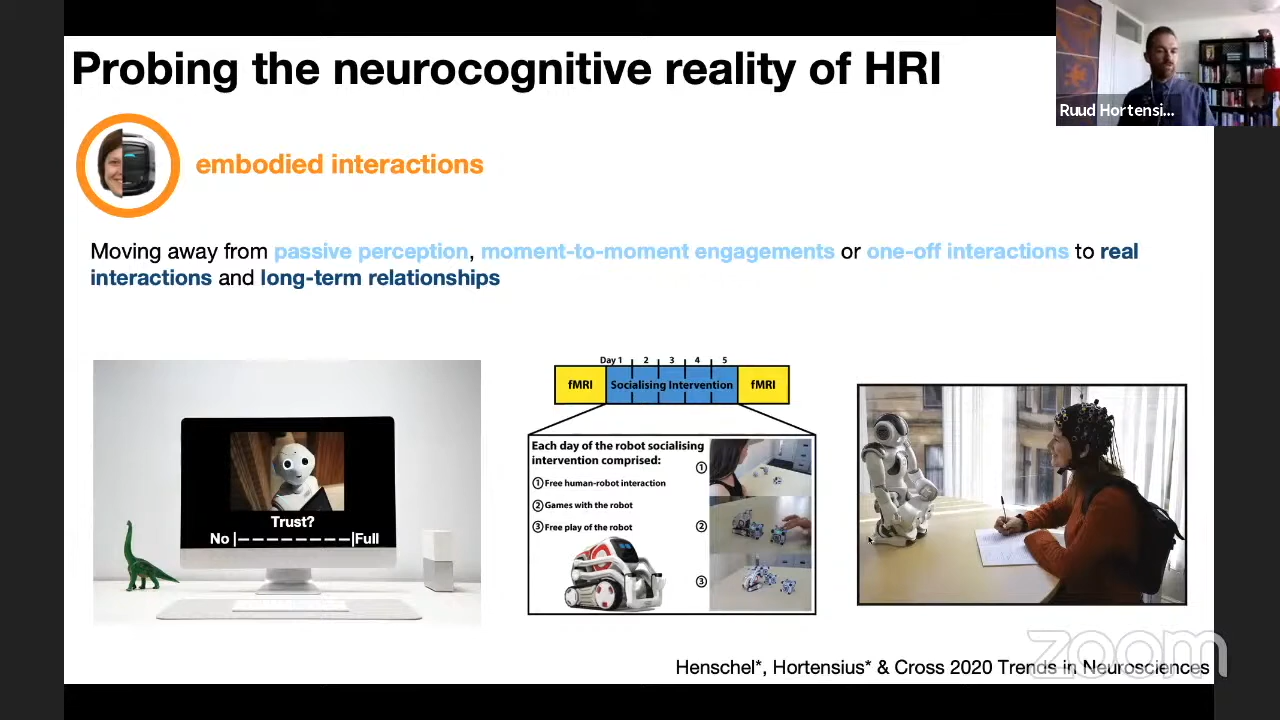 Probing the neurocognitive reality of HRI
Ruud Hortensi...
embodied interactions
Moving away from passive perception, moment-to-moment engagements or one-off interactions to real
interactions and long-term relationships
Trust?
No |– – – – – – – – –|Full
Day 1 2 3 4 5
fMRI Socialising Intervention fMRI
Each day of the robot socialising
intervention comprised:
① Free human-robot interaction
② Games with the robot
③ Free play of the robot
①
②
③
Henschel*, Hortensius* & Cross 2020 Trends in Neurosciences
zoom